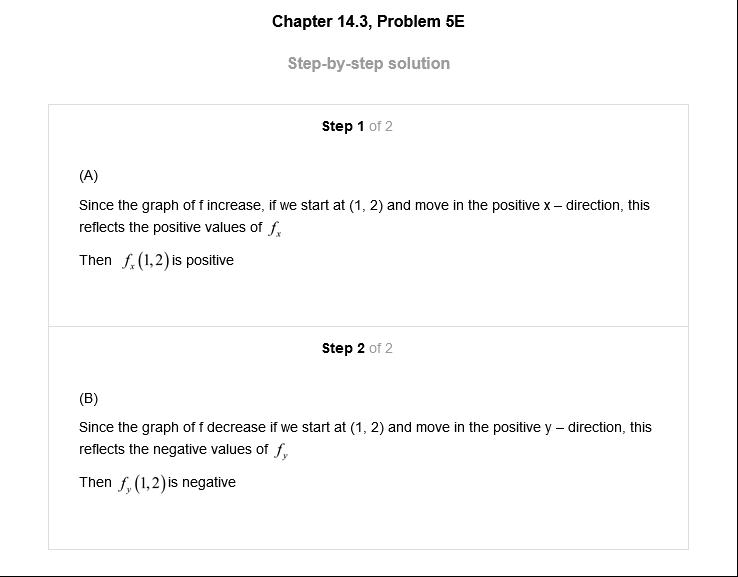 Chapter 14.3, Problem 5E
Step-by-step solution
Step 1 of 2
(A)
Since the graph of f increase, if we start at (1, 2) and move in the positive x – direction, this
reflects the positive values of fₓ
Then fₓ(1,2) is positive
Step 2 of 2
(B)
Since the graph of f decrease if we start at (1, 2) and move in the positive y – direction, this
reflects the negative values of f_y
Then f_y(1,2) is negative